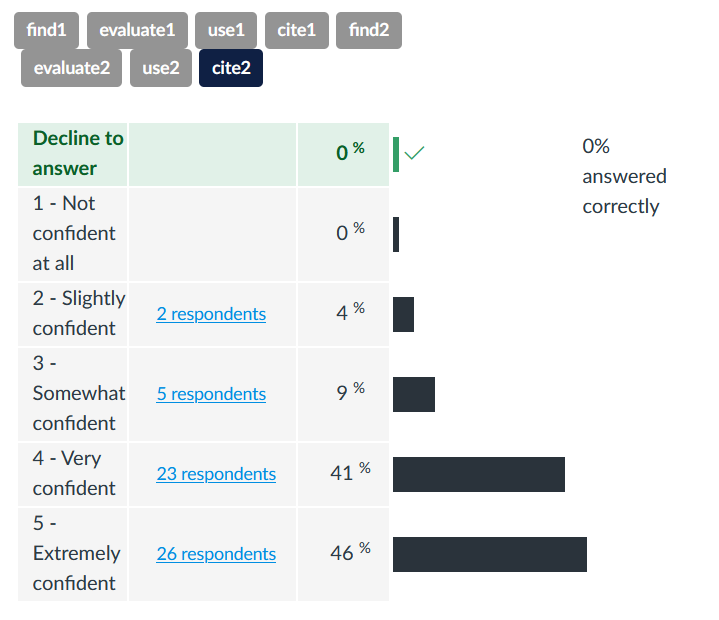 find1 evaluate1 use1 cite1 find2
evaluate2 use2 cite2
Decline to
answer
0 %
0%
answered
correctly
1 - Not
confident
at all
0 %
2 - Slightly
confident
2 respondents
4 %
3 -
Somewhat
confident
5 respondents
9 %
4 - Very
confident
23 respondents
41 %
5 -
Extremely
confident
26 respondents
46 %